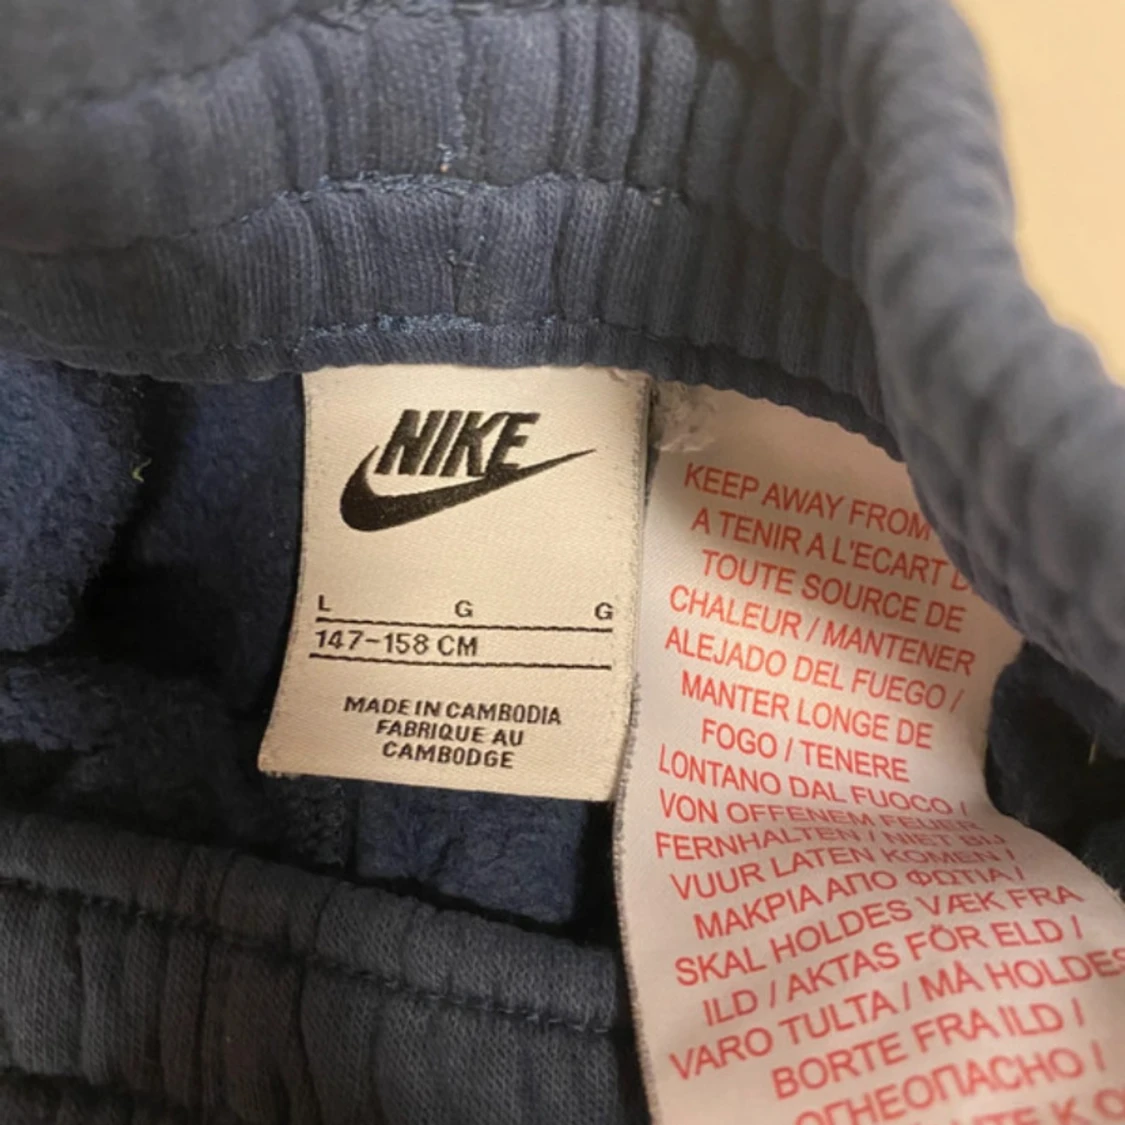 NIKE
L G G
147-158 CM
MADE IN CAMBODIA
FABRIQUE AU
CAMBODGE
KEEP AWAY FROM
A TENIR A L'ECART
TOUTE SOURCE DE
CHALEUR / MANTENER
ALEJADO DEL FUEGO /
MANTER LONGE DE
FOGO / TENERE
LONTANO DAL FUOCO /
VON OFFENEM FEUER
FERNHALTEN / NIET BIJ
VUUR LATEN KOMEN /
ΜΑΚΡΙΑ ΑΠΟ ΦΩΤΙΑ /
SKAL HOLDES VÆK FRA
ILD / AKTAS FÖR ELD /
VARO TULTA / MÅ HOLDES
BORTE FRA ILD /
ОГНЕОПАСНО /